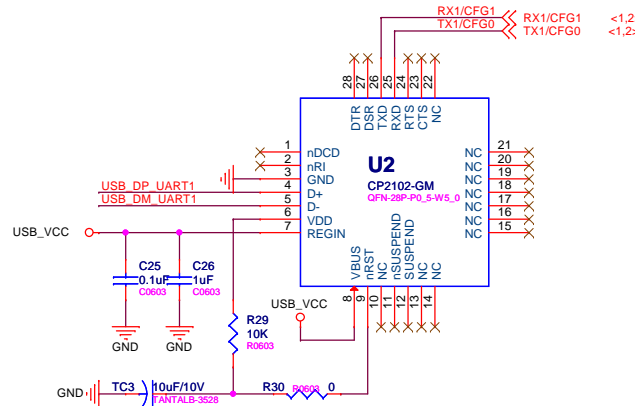 RX1/CFG1 RX1/CFG1 <1,2
TX1/CFG0 TX1/CFG0 <1,2>
28 27 26 25 24 23 22
DTR DSR TXD RXD RTS CTS NC
U2
CP2102-GM
QFN-28P-P0_5-W5_0
1 nDCD NC 21
2 nRI NC 20
3 GND NC 19
USB_DP_UART1 4 D+ NC 18
USB_DM_UART1 5 D- NC 17
6 VDD NC 16
USB_VCC 7 REGIN NC 15
VBUS nRST NC nSUSPEND SUSPEND NC NC
8 9 10 11 12 13 14
C25
0.1uF
C0603
C26
1uF
C0603
USB_VCC
R29
10K
R0603
GND GND
GND TC3 10uF/10V
TANTALB-3528
R30 R0603 0